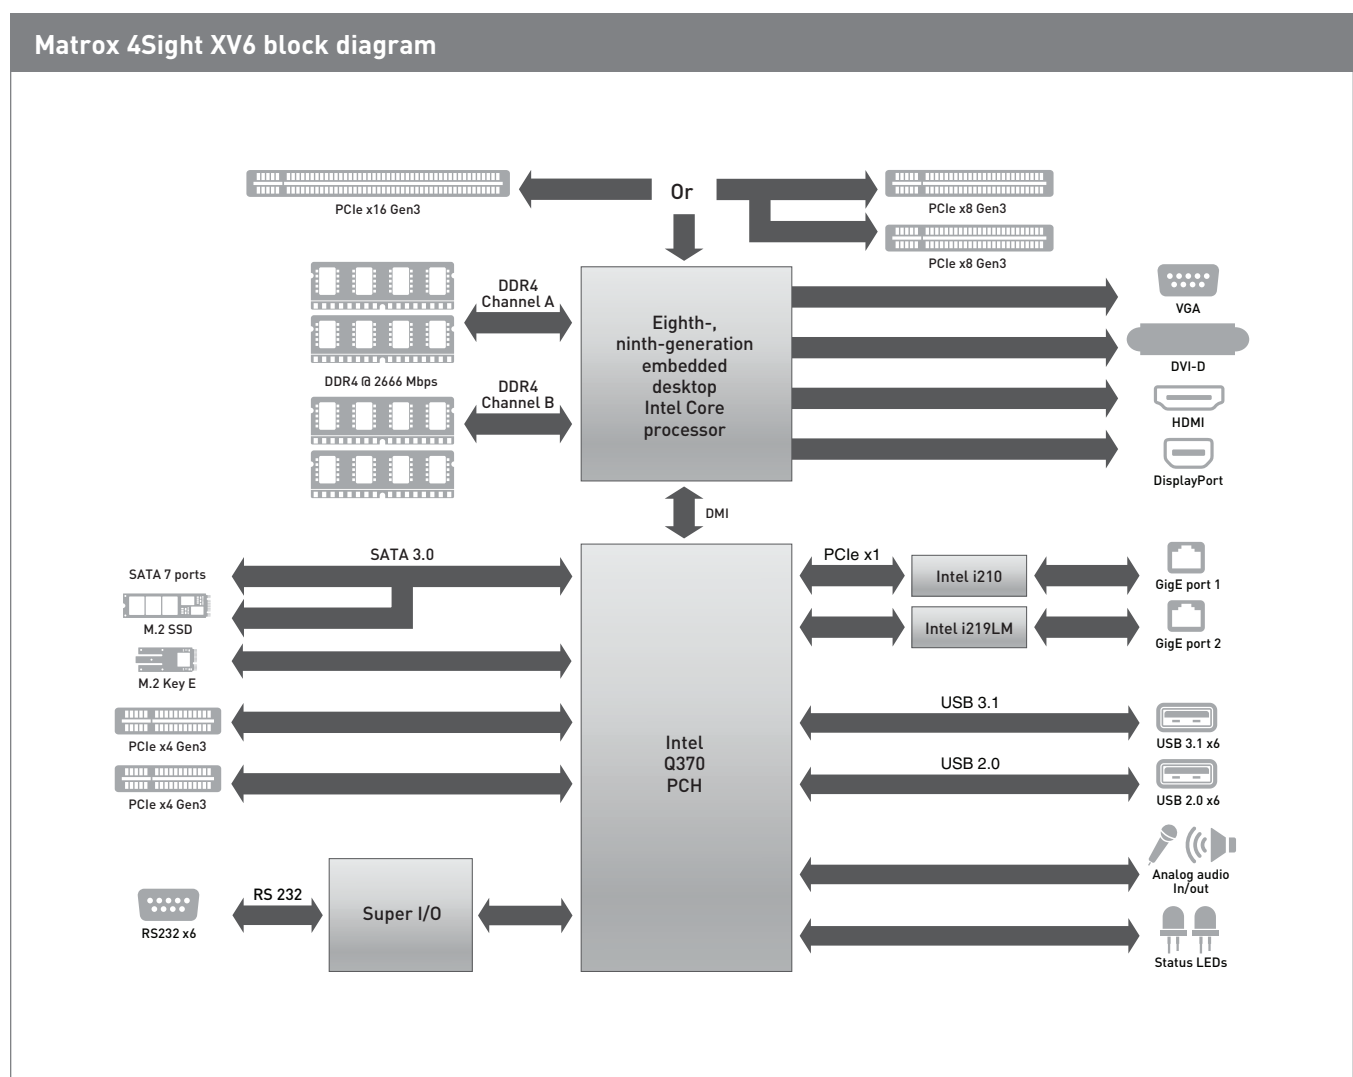 Matrox 4Sight XV6 block diagram
Or
PCIe x16 Gen3
PCIe x8 Gen3
PCIe x8 Gen3
DDR4
Channel A
DDR4 @ 2666 Mbps
DDR4
Channel B
Eighth-,
ninth-generation
embedded
desktop
Intel Core
processor
VGA
DVI-D
HDMI
DisplayPort
DMI
SATA 3.0
SATA 7 ports
M.2 SSD
M.2 Key E
PCIe x4 Gen3
PCIe x4 Gen3
RS 232
RS232 x6
Super I/O
Intel
Q370
PCH
PCIe x1
Intel i210
GigE port 1
Intel i219LM
GigE port 2
USB 3.1
USB 3.1 x6
USB 2.0
USB 2.0 x6
Analog audio
In/out
Status LEDs